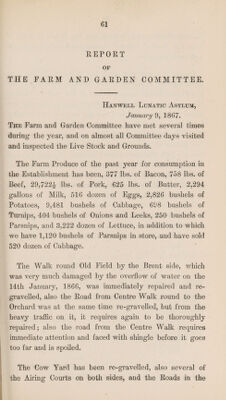 61
REPORT
OF
THE FARM AND GARDEN COMMITTEE.
HANWELL LUNATIC ASYLUM,
January 9, 1867.
THE Farm and Garden Committee have met several times
during the year, and on almost all Committee days visited
and inspected the Live Stock and Grounds.
The Farm Produce of the past year for consumption in
the Establishment has been, 377 lbs. of Bacon, 758 lbs. of
Beef, 29,722½ lbs. of Pork, 625 lbs. of Butter, 2,294
gallons of Milk, 516 dozen of Eggs, 2,826 bushels of
Potatoes, 9,481 bushels of Cabbage, 698 bushels of
Turnips, 404 bushels of Onions and Leeks, 250 bushels of
Parsnips, and 3,222 dozen of Lettuce, in addition to which
we have 1,120 bushels of Parsnips in store, and have sold
520 dozen of Cabbage.
The Walk round Old Field by the Brent side, which
was very much damaged by the overflow of water on the
14th January, 1866, was immediately repaired and re-
gravelled, also the Road from Centre Walk round to the
Orchard was at the same time re-gravelled, but from the
heavy traffic on it, it requires again to be thoroughly
repaired; also the road from the Centre Walk requires
immediate attention and faced with shingle before it goes
too far and is spoiled.
The Cow Yard has been re-gravelled, also several of
the Airing Courts on both sides, and the Roads in the